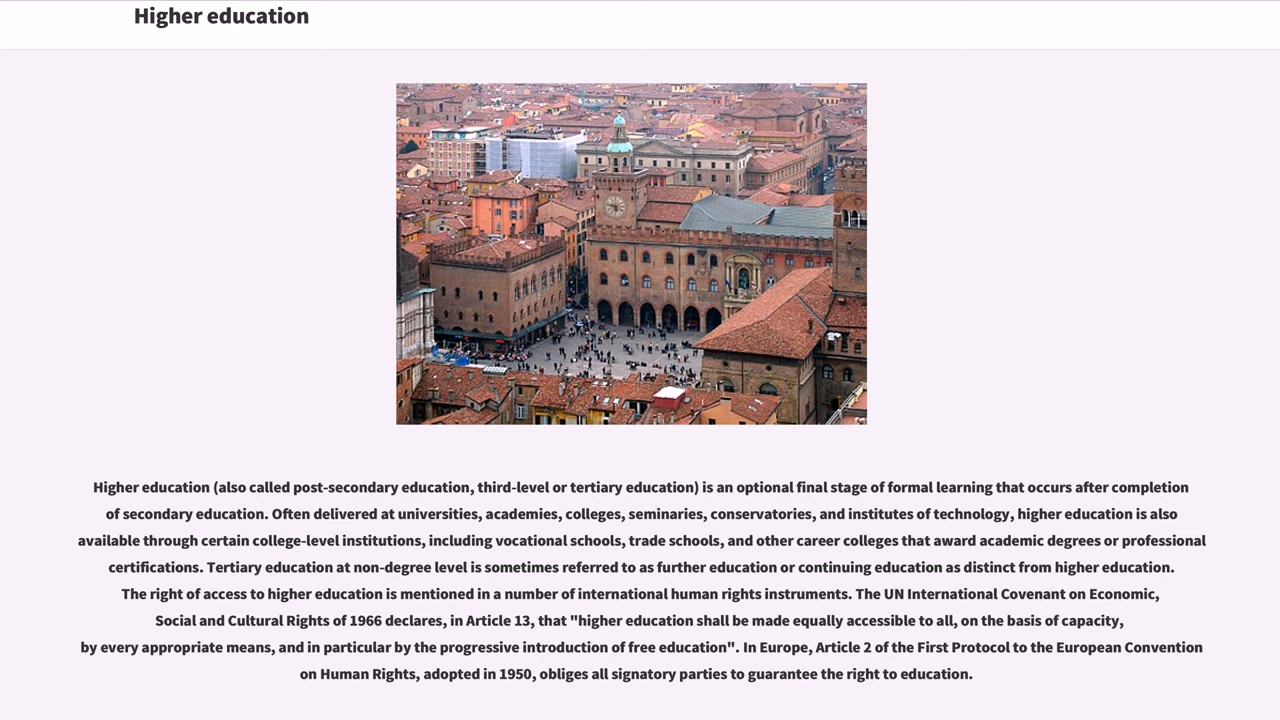 Higher education
Higher education (also called post-secondary education, third-level or tertiary education) is an optional final stage of formal learning that occurs after completion
of secondary education. Often delivered at universities, academies, colleges, seminaries, conservatories, and institutes of technology, higher education is also
available through certain college-level institutions, including vocational schools, trade schools, and other career colleges that award academic degrees or professional
certifications. Tertiary education at non-degree level is sometimes referred to as further education or continuing education as distinct from higher education.
The right of access to higher education is mentioned in a number of international human rights instruments. The UN International Covenant on Economic,
Social and Cultural Rights of 1966 declares, in Article 13, that "higher education shall be made equally accessible to all, on the basis of capacity,
by every appropriate means, and in particular by the progressive introduction of free education". In Europe, Article 2 of the First Protocol to the European Convention
on Human Rights, adopted in 1950, obliges all signatory parties to guarantee the right to education.